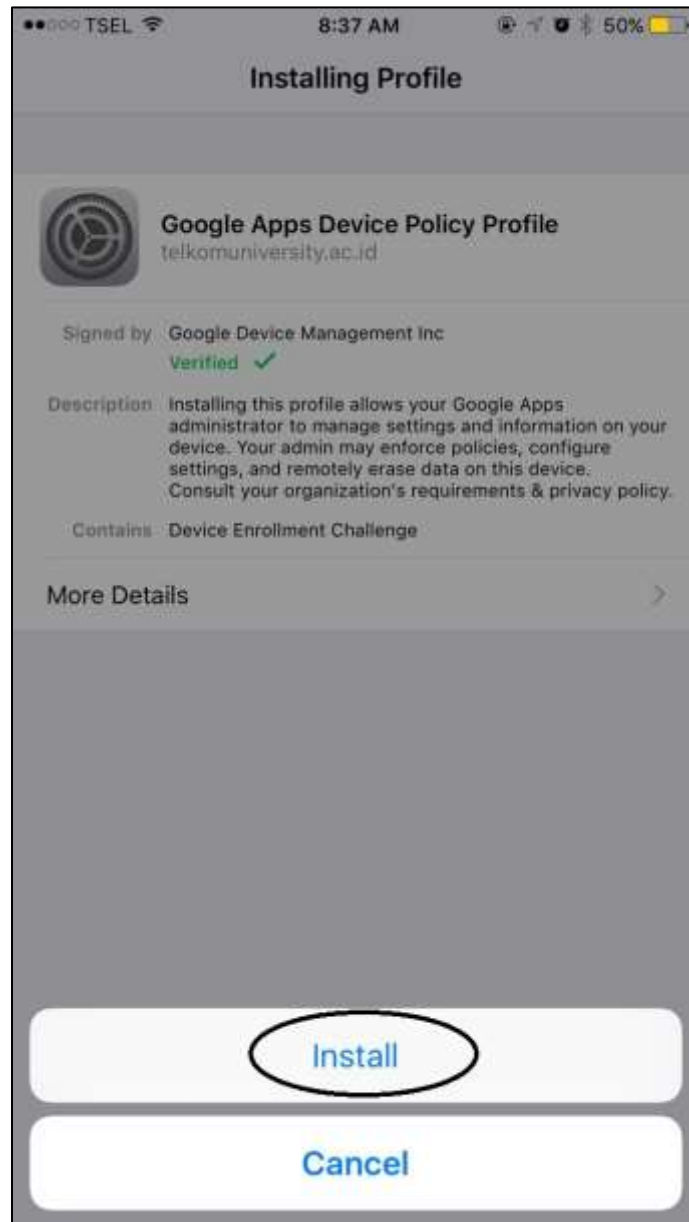 TSEL 8:37 AM 50%
Installing Profile
Google Apps Device Policy Profile
telkomuniversity.ac.id
Signed by Google Device Management Inc
Verified ✓
Description Installing this profile allows your Google Apps
administrator to manage settings and information on your
device. Your admin may enforce policies, configure
settings, and remotely erase data on this device.
Consult your organization's requirements & privacy policy.
Contains Device Enrollment Challenge
More Details
Install
Cancel